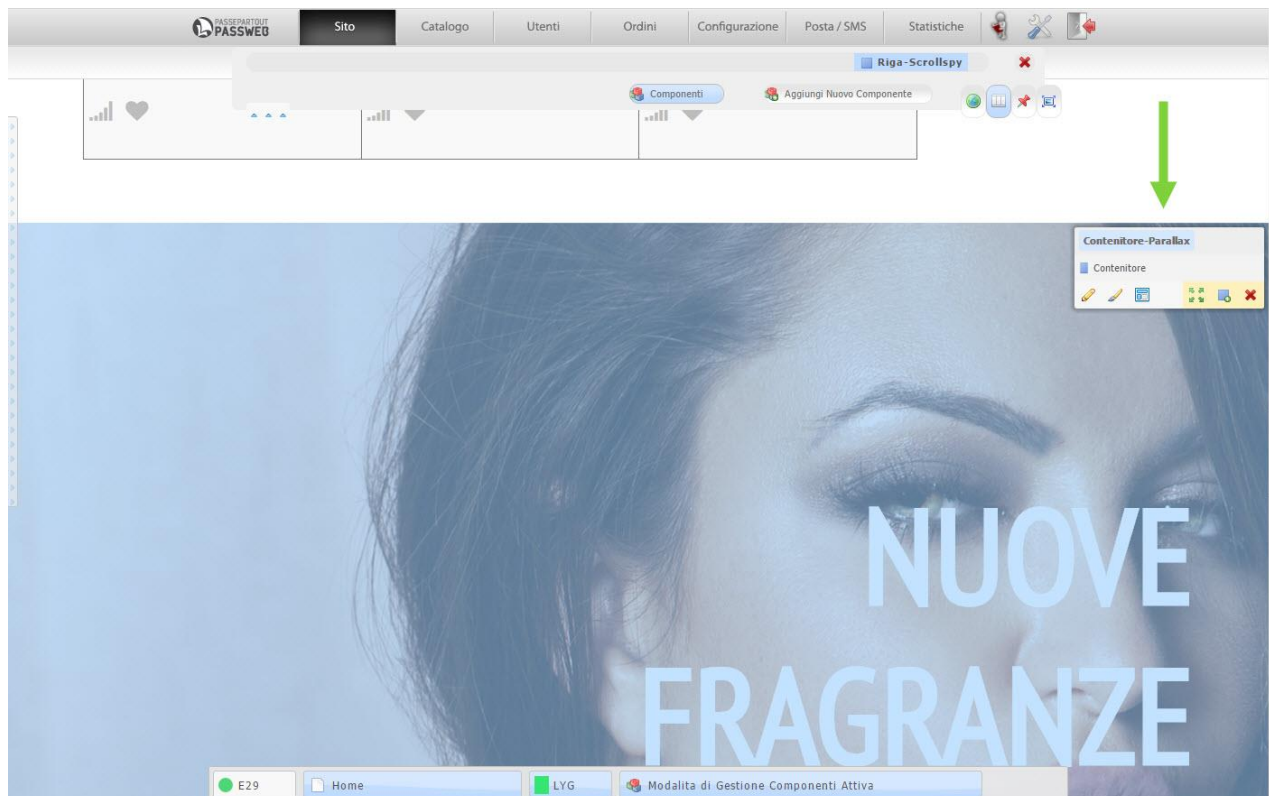 PASSEPARTOUT
PASSWEB
Sito
Catalogo
Utenti
Ordini
Configurazione
Posta / SMS
Statistiche
Riga-Scrollspy
Componenti
Aggiungi Nuovo Componente
Contenitore-Parallax
Contenitore
NUOVE
FRAGRANZE
E29
Home
LYG
Modalita di Gestione Componenti Attiva